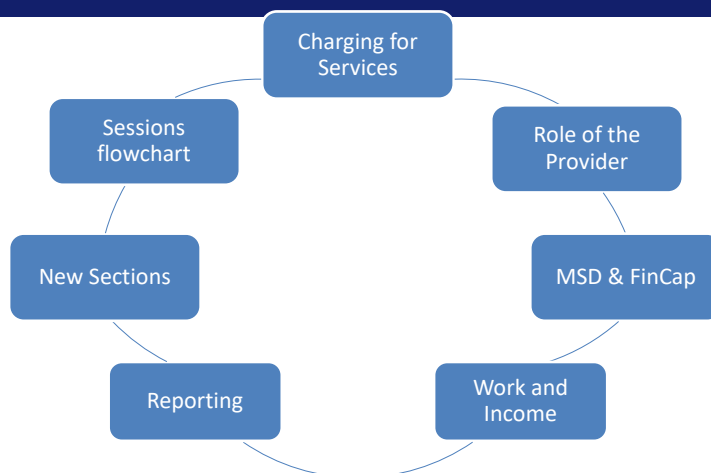 Charging for
Services
Role of the
Provider
MSD & FinCap
Work and
Income
Reporting
New Sections
Sessions
flowchart